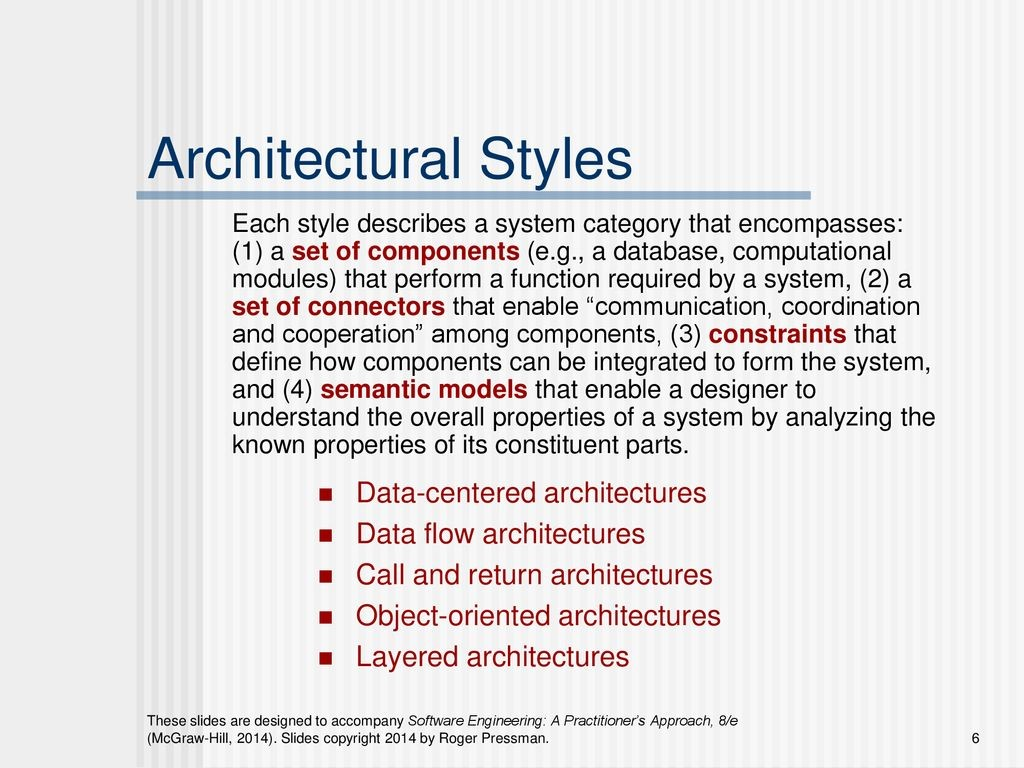 Architectural Styles
Each style describes a system category that encompasses:
(1) a set of components (e.g., a database, computational
modules) that perform a function required by a system, (2) a
set of connectors that enable “communication, coordination
and cooperation” among components, (3) constraints that
define how components can be integrated to form the system,
and (4) semantic models that enable a designer to
understand the overall properties of a system by analyzing the
known properties of its constituent parts.
Data-centered architectures
Data flow architectures
Call and return architectures
Object-oriented architectures
Layered architectures
These slides are designed to accompany Software Engineering: A Practitioner’s Approach, 8/e
(McGraw-Hill, 2014). Slides copyright 2014 by Roger Pressman.
6